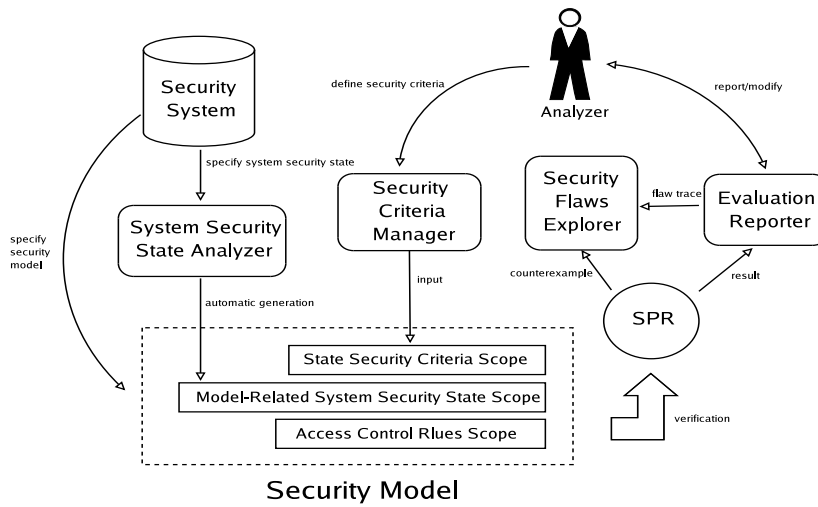 Security
System
define security criteria
report/modify
Analyzer
specify system security state
Security
Criteria
Manager
Security
Flaws
Explorer
flaw trace
Evaluation
Reporter
System Security
State Analyzer
specify
security
model
counterexample
result
automatic generation
input
SPR
State Security Criteria Scope
Model-Related System Security State Scope
Access Control Rlues Scope
verification
Security Model